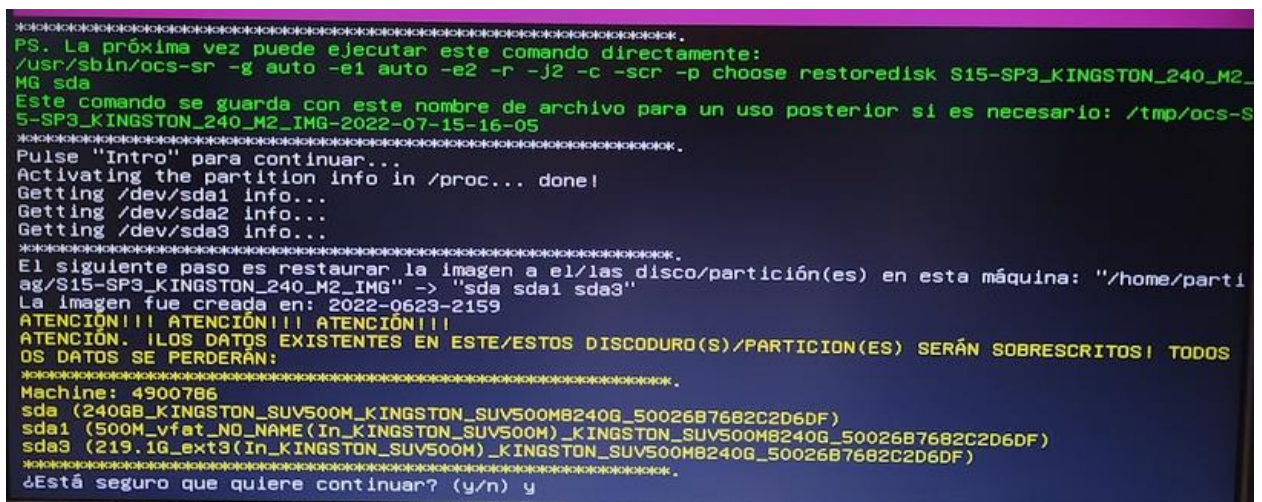 ************************************************************************.
PS. La próxima vez puede ejecutar este comando directamente:
/usr/sbin/ocs-sr -g auto -e1 auto -e2 -r -j2 -c -scr -p choose restoredisk S15-SP3_KINGSTON_240_M2_
MG sda
Este comando se guarda con este nombre de archivo para un uso posterior si es necesario: /tmp/ocs-S
5-SP3_KINGSTON_240_M2_IMG-2022-07-15-16-05
************************************************************************.
Pulse "Intro" para continuar...
Activating the partition info in /proc... done!
Getting /dev/sda1 info...
Getting /dev/sda2 info...
Getting /dev/sda3 info...
************************************************************************.
El siguiente paso es restaurar la imagen a el/las disco/partición(es) en esta máquina: "/home/parti
ag/S15-SP3_KINGSTON_240_M2_IMG" -> "sda sda1 sda3"
La imagen fue creada en: 2022-0623-2159
ATENCIÓN!!! ATENCIÓN!!! ATENCIÓN!!!
ATENCIÓN. ¡LOS DATOS EXISTENTES EN ESTE/ESTOS DISCODURO(S)/PARTICION(ES) SERÁN SOBRESCRITOS! TODOS
OS DATOS SE PERDERÁN:
************************************************************************.
Machine: 4900786
sda (240GB_KINGSTON_SUV500M_KINGSTON_SUV500M8240G_50026B7682C2D6DF)
sda1 (500M_vfat_NO_NAME(In_KINGSTON_SUV500M)_KINGSTON_SUV500M8240G_50026B7682C2D6DF)
sda3 (219.1G_ext3(In_KINGSTON_SUV500M)_KINGSTON_SUV500M8240G_50026B7682C2D6DF)
************************************************************************.
¿Está seguro que quiere continuar? (y/n) y